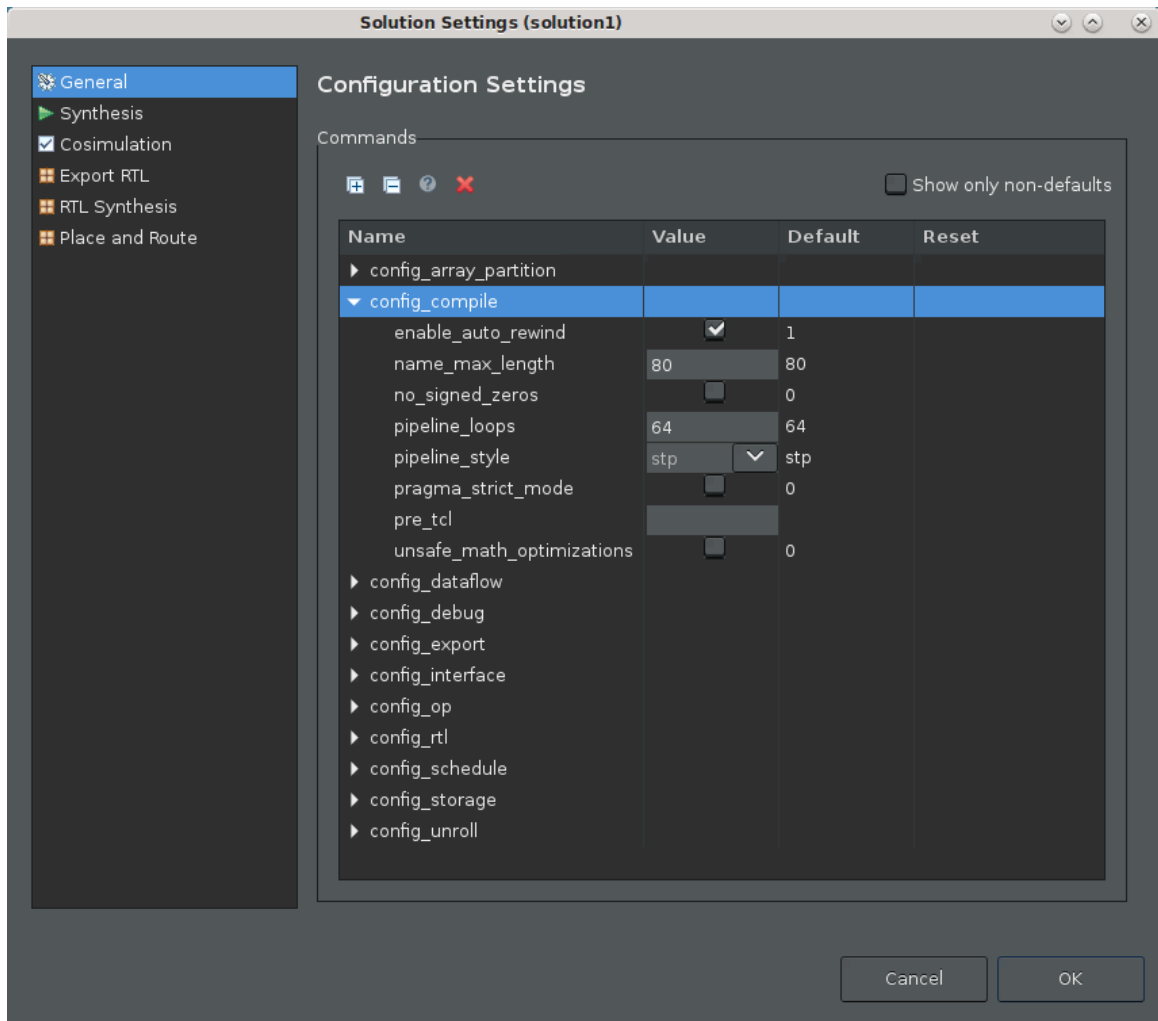 Solution Settings (solution1)
General
Synthesis
Cosimulation
Export RTL
RTL Synthesis
Place and Route
Configuration Settings
Commands
Show only non-defaults
Name Value Default Reset
config_array_partition
config_compile
enable_auto_rewind 1
name_max_length 80 80
no_signed_zeros 0
pipeline_loops 64 64
pipeline_style stp stp
pragma_strict_mode 0
pre_tcl
unsafe_math_optimizations 0
config_dataflow
config_debug
config_export
config_interface
config_op
config_rtl
config_schedule
config_storage
config_unroll
Cancel OK